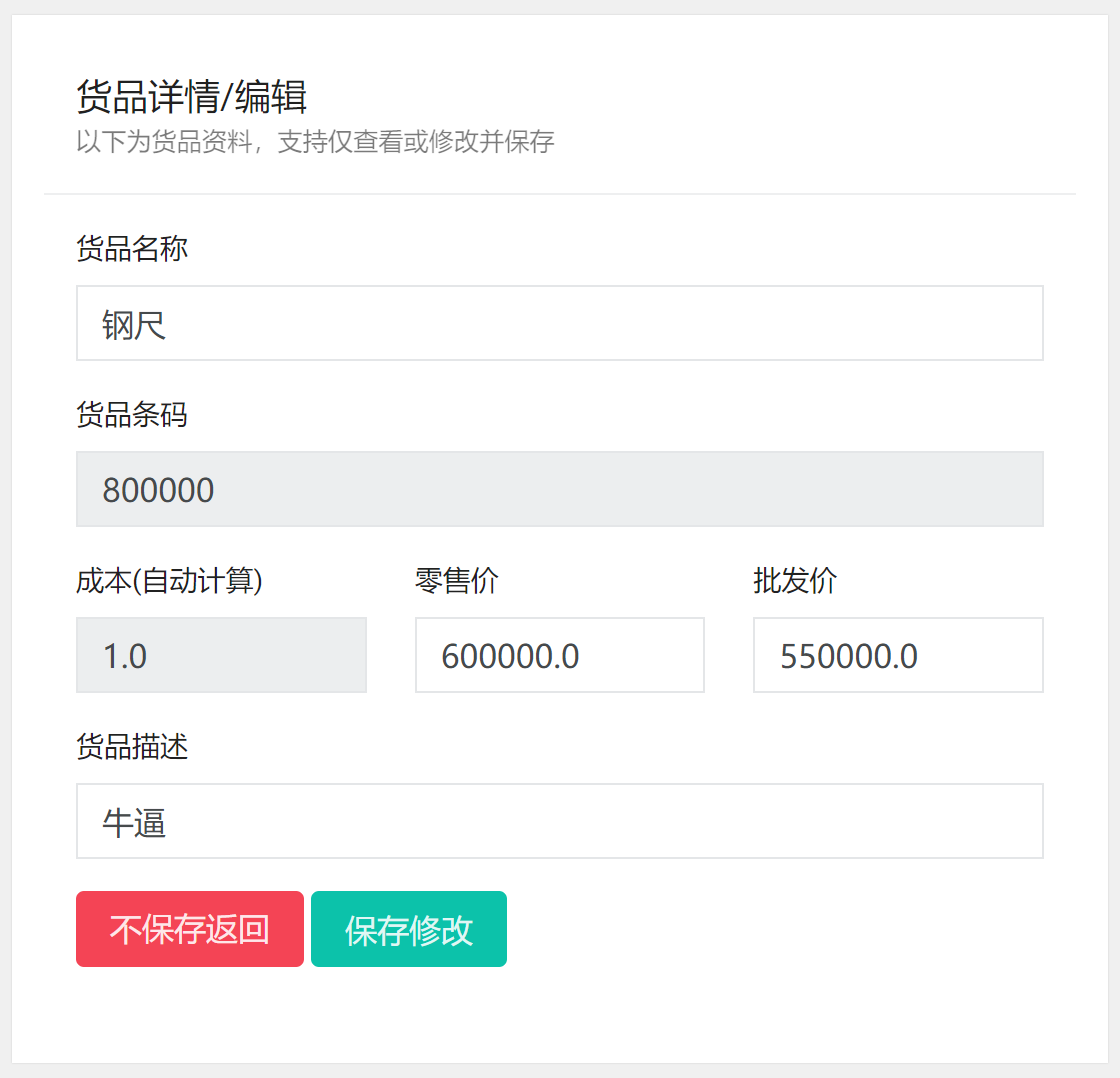 货品详情/编辑
以下为货品资料，支持仅查看或修改并保存
货品名称
钢尺
货品条码
800000
成本(自动计算) 零售价 批发价
1.0 600000.0 550000.0
货品描述
牛逼
不保存返回 保存修改